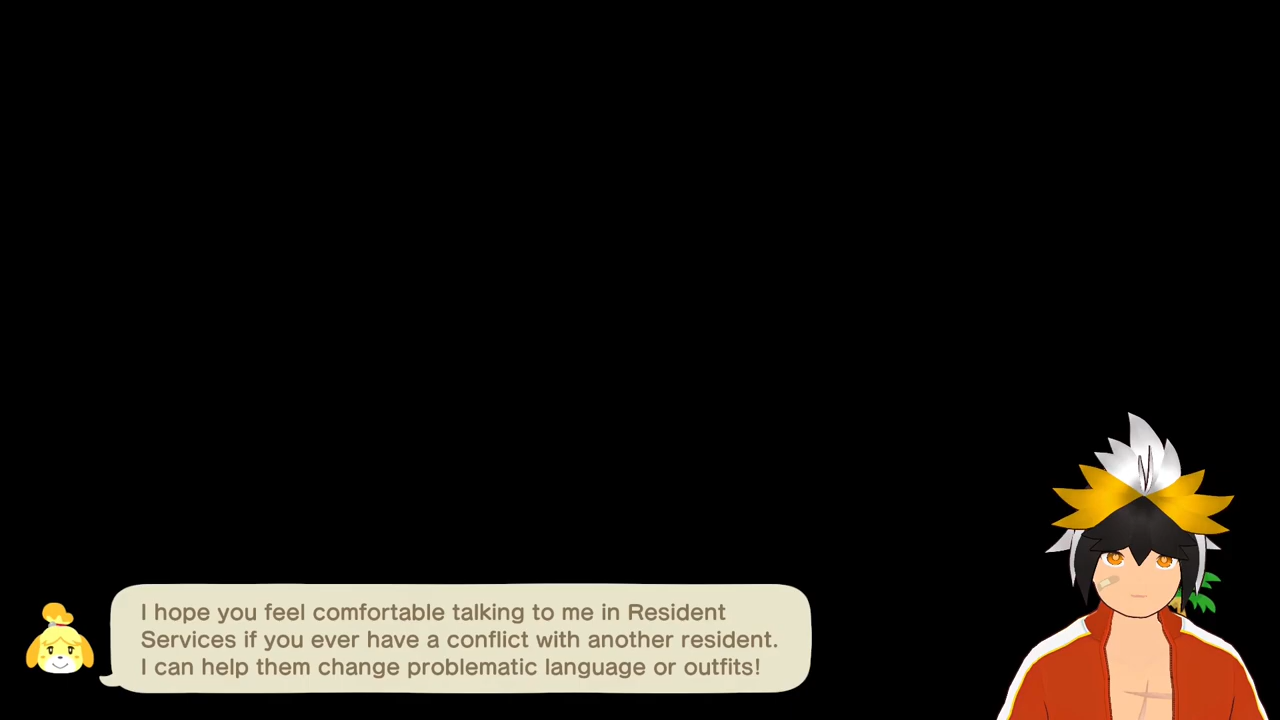 I hope you feel comfortable talking to me in Resident
Services if you ever have a conflict with another resident.
I can help them change problematic language or outfits!